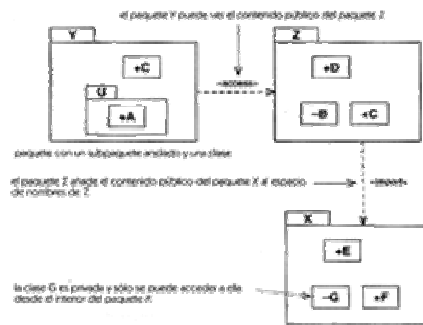 el paquete Y puede ver el contenido público del paquete Z
Y
Z
+C
+D
«access»
U
+A
-B
+C
paquete con un subpaquete anidado y una clase
el paquete Z añade el contenido público del paquete X al espacio
de nombres de Z
«import»
X
+E
la clase G es privada y sólo se puede acceder a ella
desde el interior del paquete
-G
+F